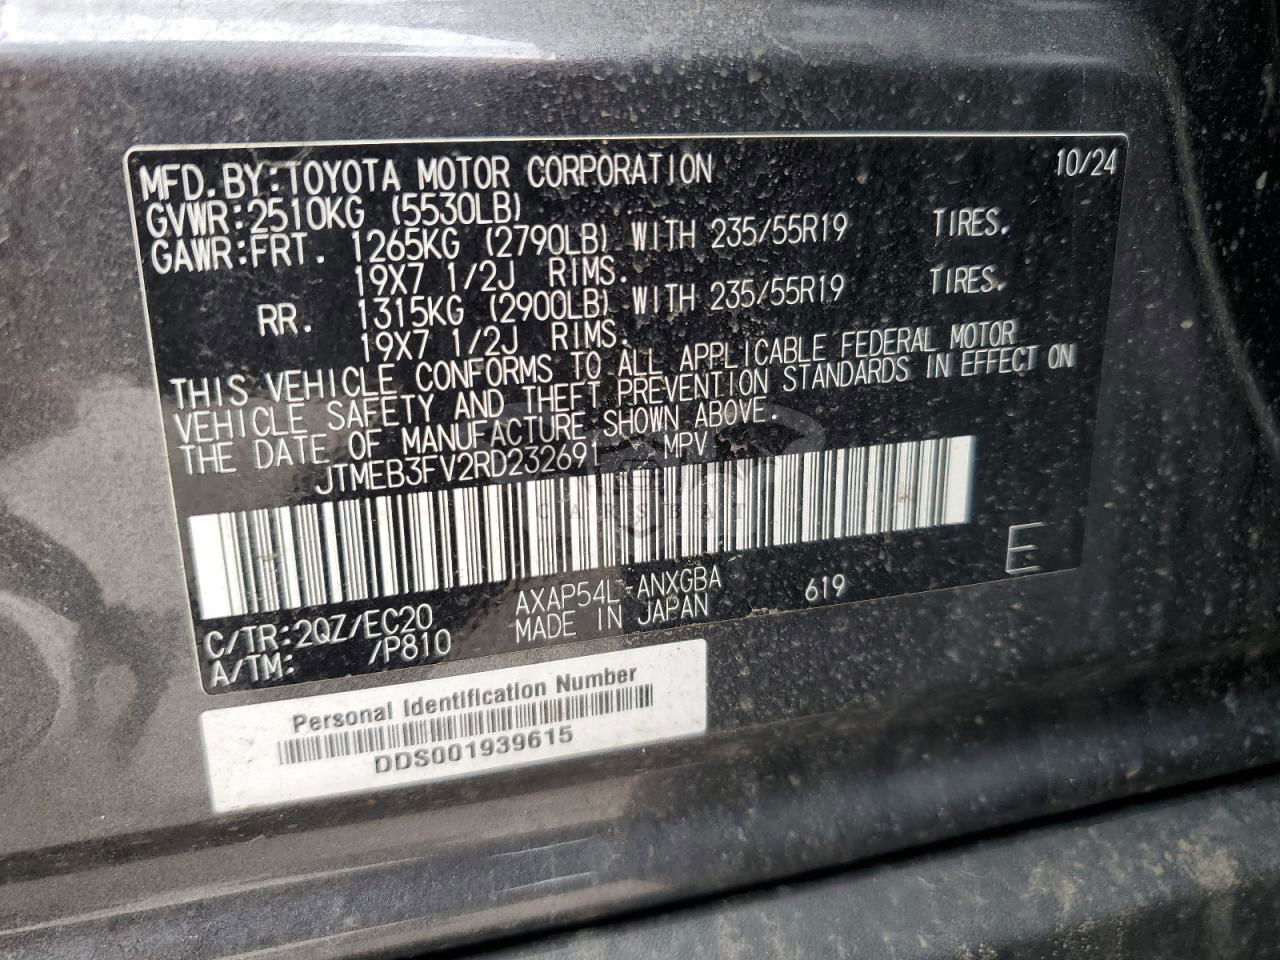 MFD.BY:TOYOTA MOTOR CORPORATION 10/24
GVWR:2510KG (5530LB)
GAWR:FRT. 1265KG (2790LB) WITH 235/55R19 TIRES.
19X7 1/2J RIMS.
RR. 1315KG (2900LB) WITH 235/55R19 TIRES.
19X7 1/2J RIMS.
THIS VEHICLE CONFORMS TO ALL APPLICABLE FEDERAL MOTOR
VEHICLE SAFETY AND THEFT PREVENTION STANDARDS IN EFFECT ON
THE DATE OF MANUFACTURE SHOWN ABOVE.
JTMEB3FV2RD232691 MPV
E
C/TR:2QZ/EC20 AXAP54L-ANXGBA 619
A/TM: /P810 MADE IN JAPAN
Personal Identification Number
DDS001939615